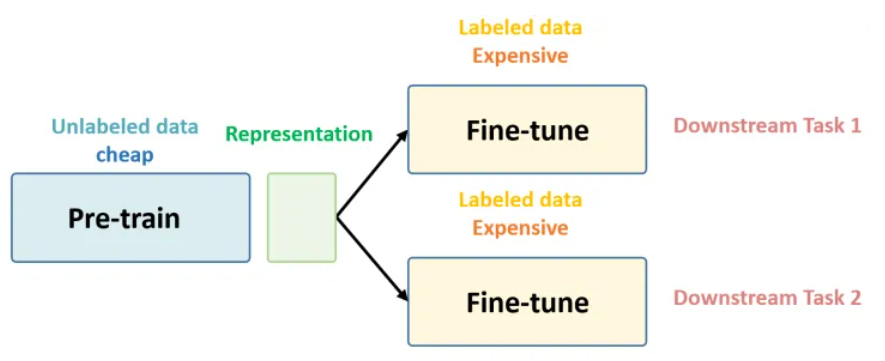 Unlabeled data
cheap
Pre-train
Representation
Labeled data
Expensive
Fine-tune
Downstream Task 1
Labeled data
Expensive
Fine-tune
Downstream Task 2